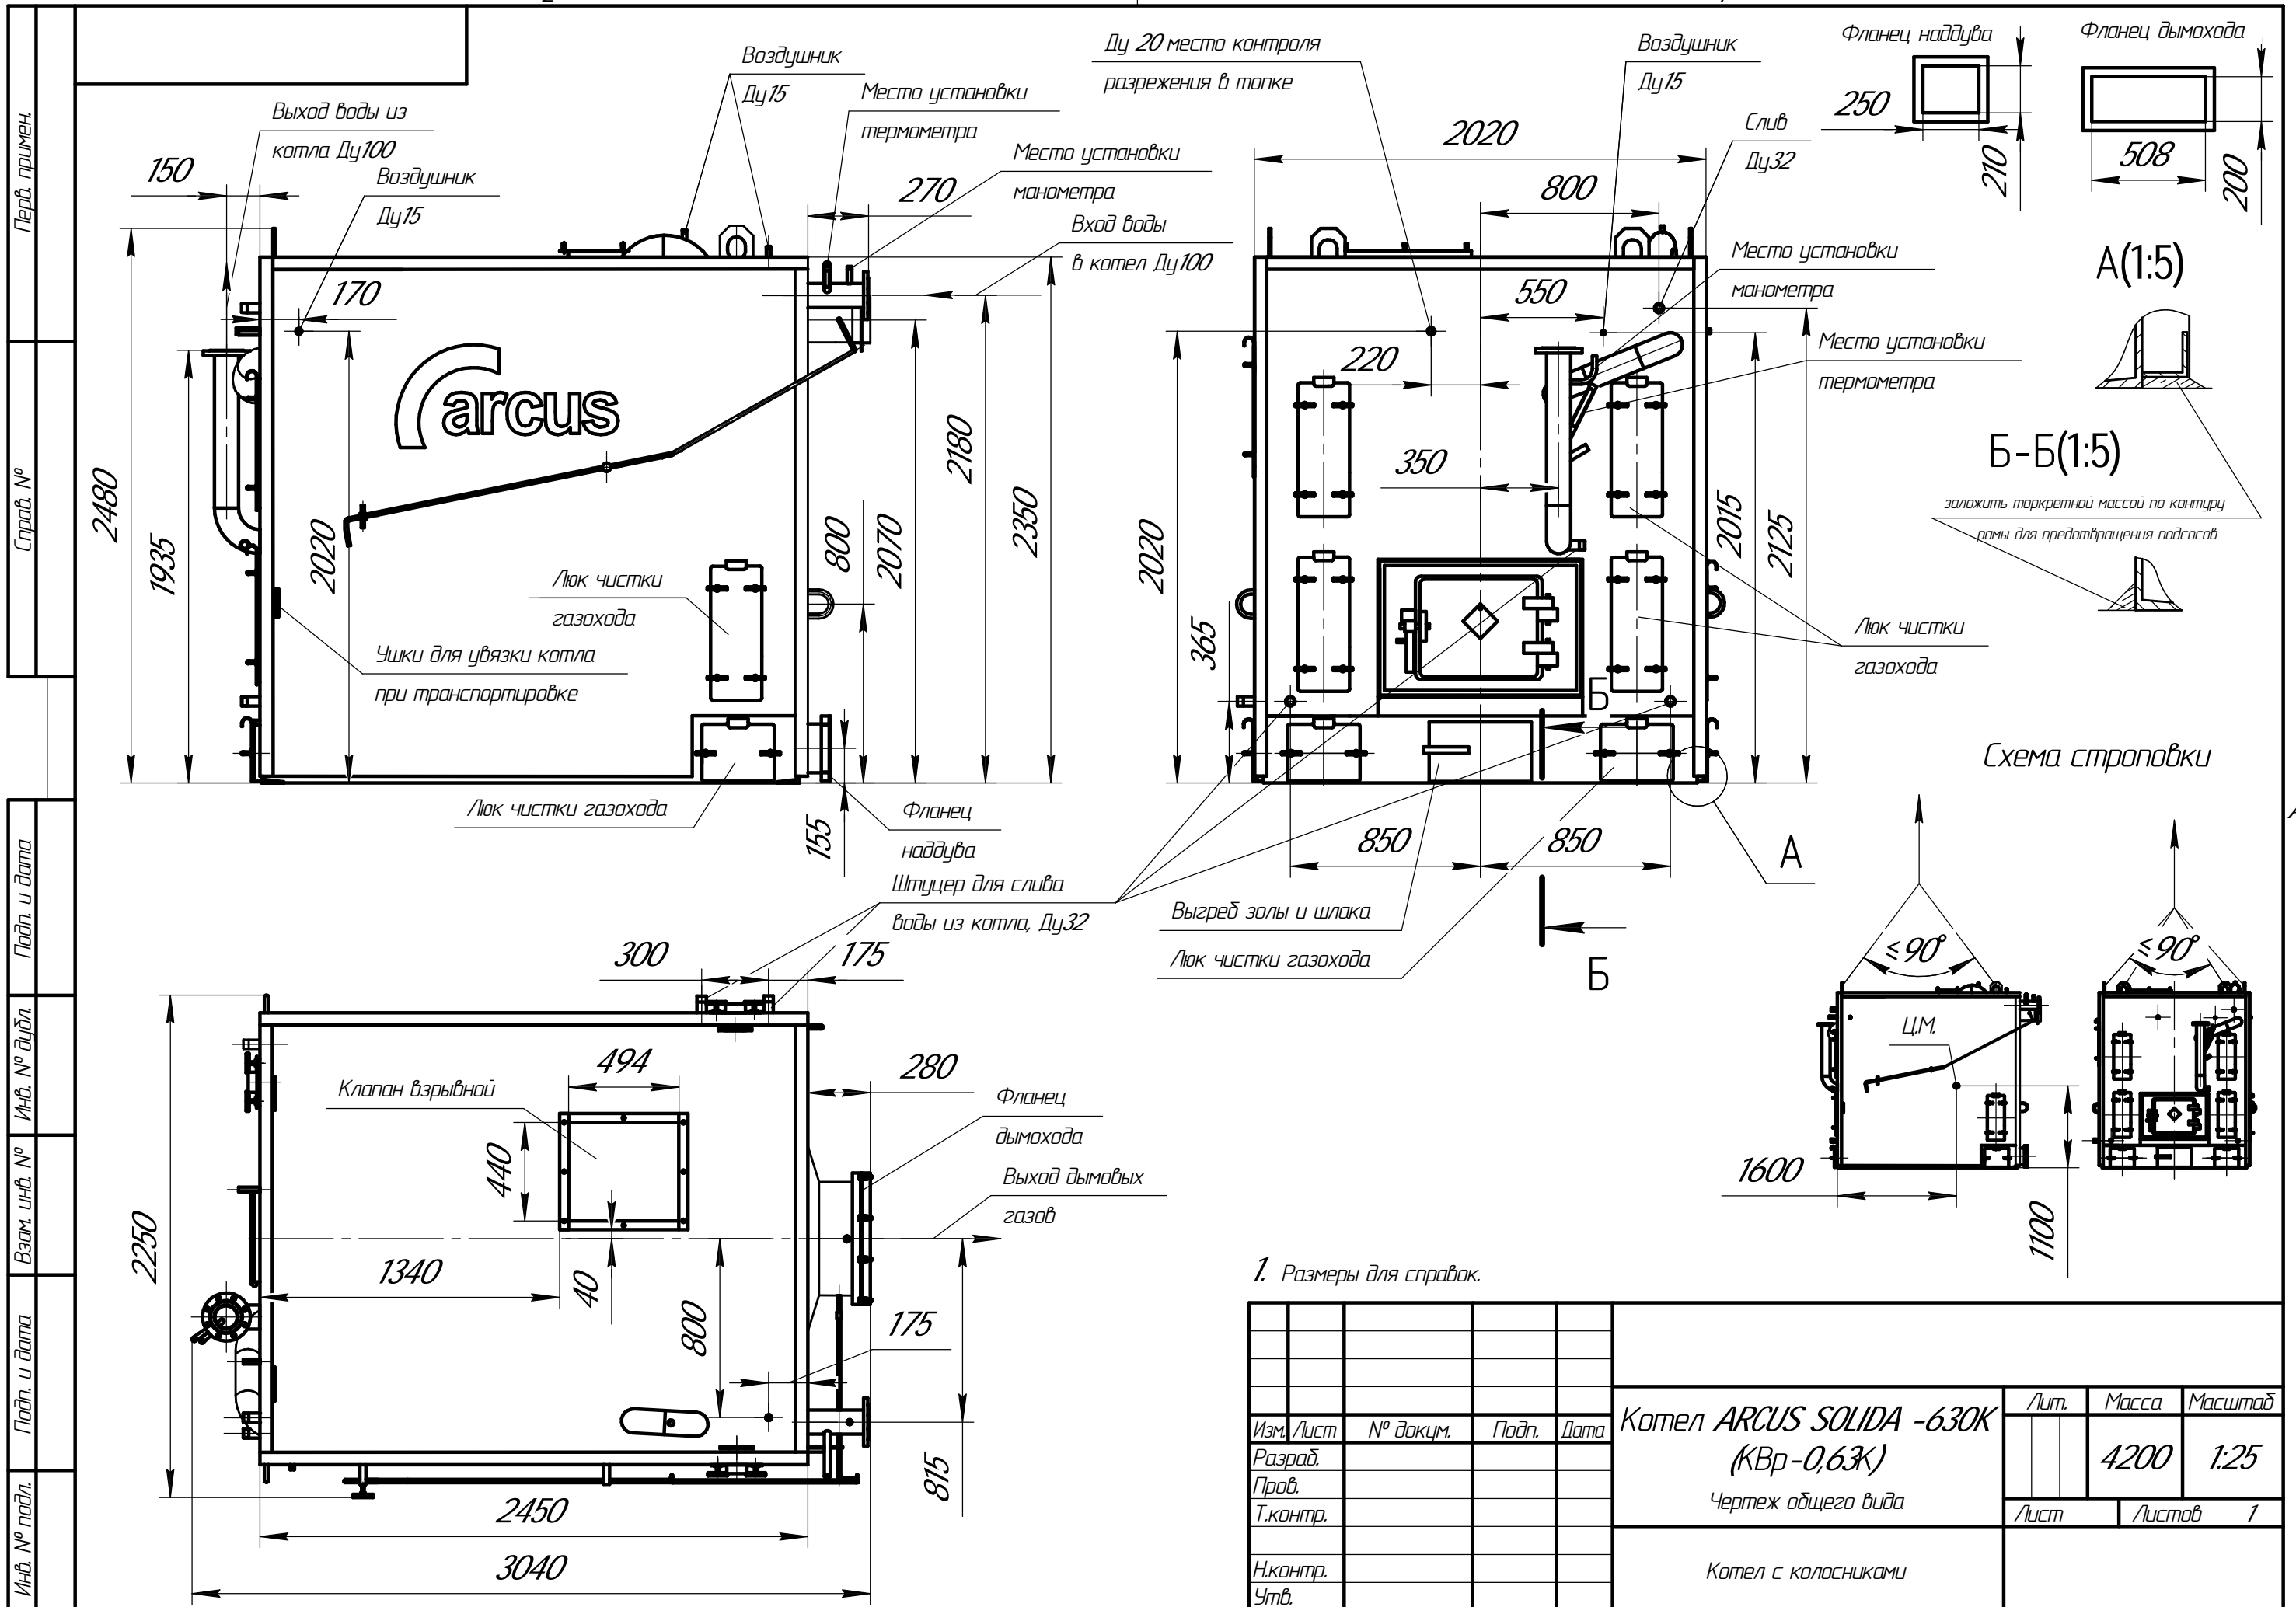 Перв. примен.
Справ. №
Подп. и дата
Инв. № дубл.
Взам. инв. №
Подп. и дата
Инв. № подл.
Выход воды из
котла Ду100
150
Воздушник
Ду15
Воздушник
Ду15
Место установки
термометра
Место установки
манометра
270
Вход воды
в котел Ду100
170
arcus
2480
1935
2020
2180
2350
800
2070
Люк чистки
газохода
Ушки для увязки котла
при транспортировке
Люк чистки газохода
Фланец
наддува
155
Штуцер для слива
воды из котла, Ду32
Ду 20 место контроля
разрежения в топке
Воздушник
Ду15
2020
Слив
Ду32
800
Место установки
манометра
550
220
Место установки
термометра
350
2020
2015
2125
365
Люк чистки
газохода
Б
850
850
А
Выгреб золы и шлака
Люк чистки газохода
Б
Фланец наддува
250
210
Фланец дымохода
508
200
А(1:5)
Б-Б(1:5)
заложить торкретной массой по контуру
рамы для предотвращения подсосов
Схема строповки
≤90°
≤90°
Ц.М.
1600
1100
300
175
494
Клапан взрывной
440
280
Фланец
дымохода
Выход дымовых
газов
2250
1340
40
800
175
815
2450
3040
1. Размеры для справок.
Изм. Лист № докум. Подп. Дата
Разраб.
Пров.
Т.контр.
Н.контр.
Утв.
Котел ARCUS SOLIDA -630К
(КВр-0,63К)
Чертеж общего вида
Лит. Масса Масштаб
4200 1:25
Лист Листов 1
Котел с колосниками